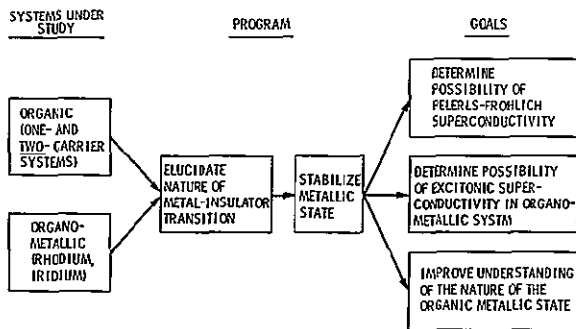 SYSTEMS UNDER
STUDY
PROGRAM
GOALS
ORGANIC
(ONE- AND
TWO-CARRIER
SYSTEMS)
ORGANO-
METALLIC
(RHODIUM,
IRIDIUM)
ELUCIDATE
NATURE OF
METAL-INSULATOR
TRANSITION
STABILIZE
METALLIC
STATE
DETERMINE
POSSIBILITY OF
PELERLS-FROHLICH
SUPERCONDUCTIVITY
DETERMINE POSSIBILITY
OF EXCITONIC SUPER-
CONDUCTIVITY IN ORGANO-
METALLIC SYSTM
IMPROVE UNDERSTANDING
OF THE NATURE OF THE
ORGANIC METALLIC STATE